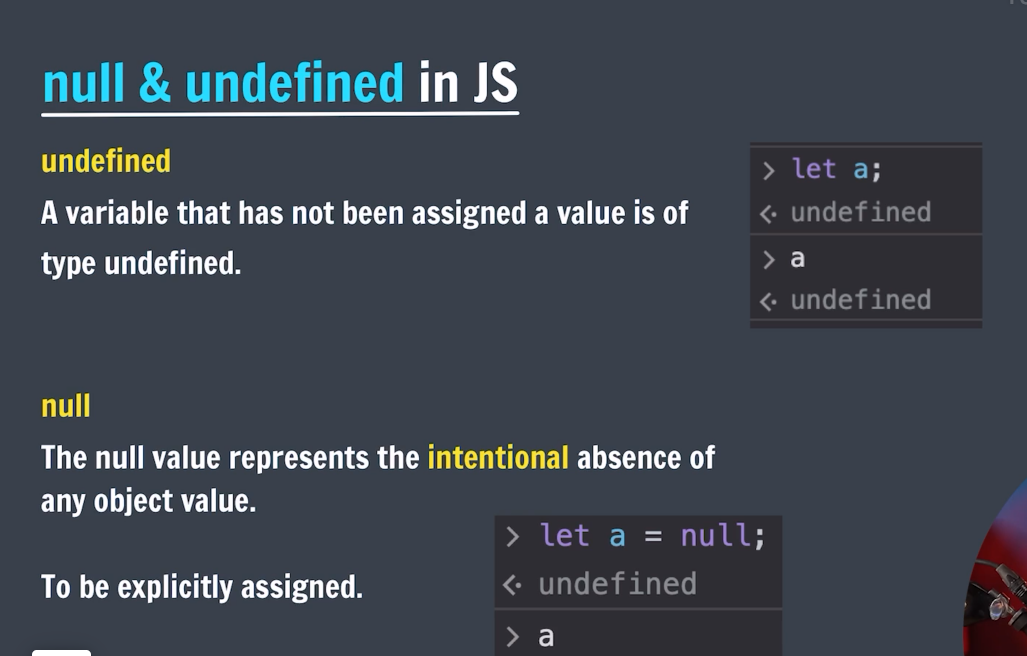 null & undefined in JS
undefined
A variable that has not been assigned a value is of
type undefined.
> let a;
<· undefined
> a
<· undefined
null
The null value represents the intentional absence of
any object value.
To be explicitly assigned.
> let a = null;
<· undefined
> a